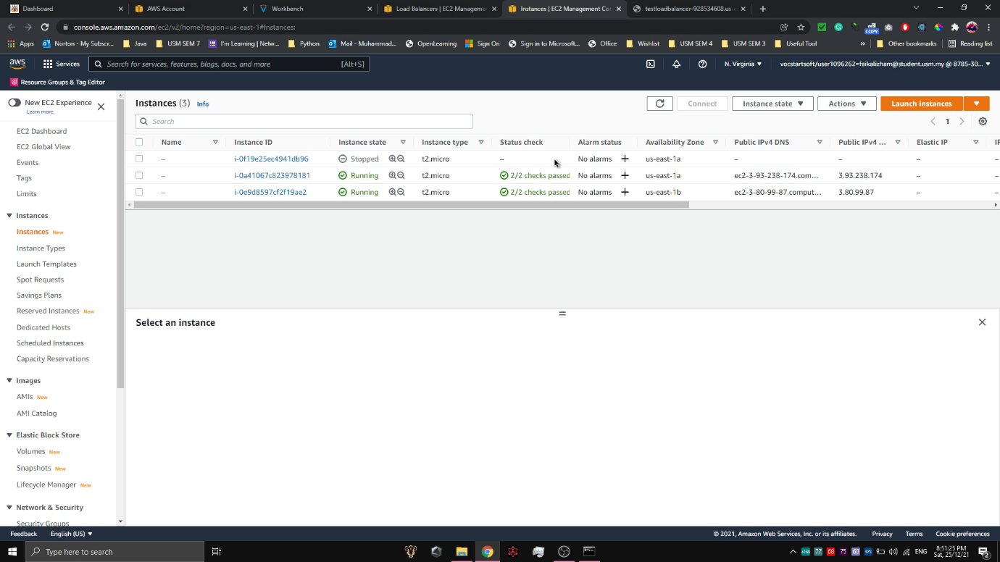 Dashboard
AWS Account
Workbench
Load Balancers | EC2 Manageme
Instances | EC2 Management Co
testloadbalancer-928534608.us-
console.aws.amazon.com/ec2/v2/home?region=us-east-1#Instances:
COPY
Apps
Norton - My Subscr...
Java
USM SEM 7
I'm Learning | Netw...
Python
Mail - Muhammad...
OpenLearning
Sign On
Sign in to Microsoft...
Office
Wishlist
USM SEM 4
USM SEM 3
Useful Tool
»
Other bookmarks
Reading list
aws
Services
Search for services, features, blogs, docs, and more
[Alt+S]
N. Virginia
vocstartsoft/user1096262=faikalizham@student.usm.my @ 8785-30...
Resource Groups & Tag Editor
New EC2 Experience
Learn more
EC2 Dashboard
EC2 Global View
Events
Tags
Limits
Instances
Instances New
Instance Types
Launch Templates
Spot Requests
Savings Plans
Reserved Instances New
Dedicated Hosts
Scheduled Instances
Capacity Reservations
Images
AMIs New
AMI Catalog
Elastic Block Store
Volumes New
Snapshots New
Lifecycle Manager New
Network & Security
Security Groups
Instances (3) Info
Connect
Instance state
Actions
Launch instances
Search
1
Name Instance ID Instance state Instance type Status check Alarm status Availability Zone Public IPv4 DNS Public IPv4 ... Elastic IP IP
– i-0f19e25ec4941db96 Stopped t2.micro – No alarms + us-east-1a – – – –
– i-0a41067c823978181 Running t2.micro 2/2 checks passed No alarms + us-east-1a ec2-3-93-238-174.com... 3.93.238.174 – –
– i-0e9d8597cf2f19ae2 Running t2.micro 2/2 checks passed No alarms + us-east-1b ec2-3-80-99-87.comput... 3.80.99.87 – –
Select an instance
Feedback
English (US)
© 2021, Amazon Web Services, Inc. or its affiliates.
Privacy
Terms
Cookie preferences
Type here to search
77
68
75
60
ENG
8:51:25 PM
Sat, 25/12/21
2